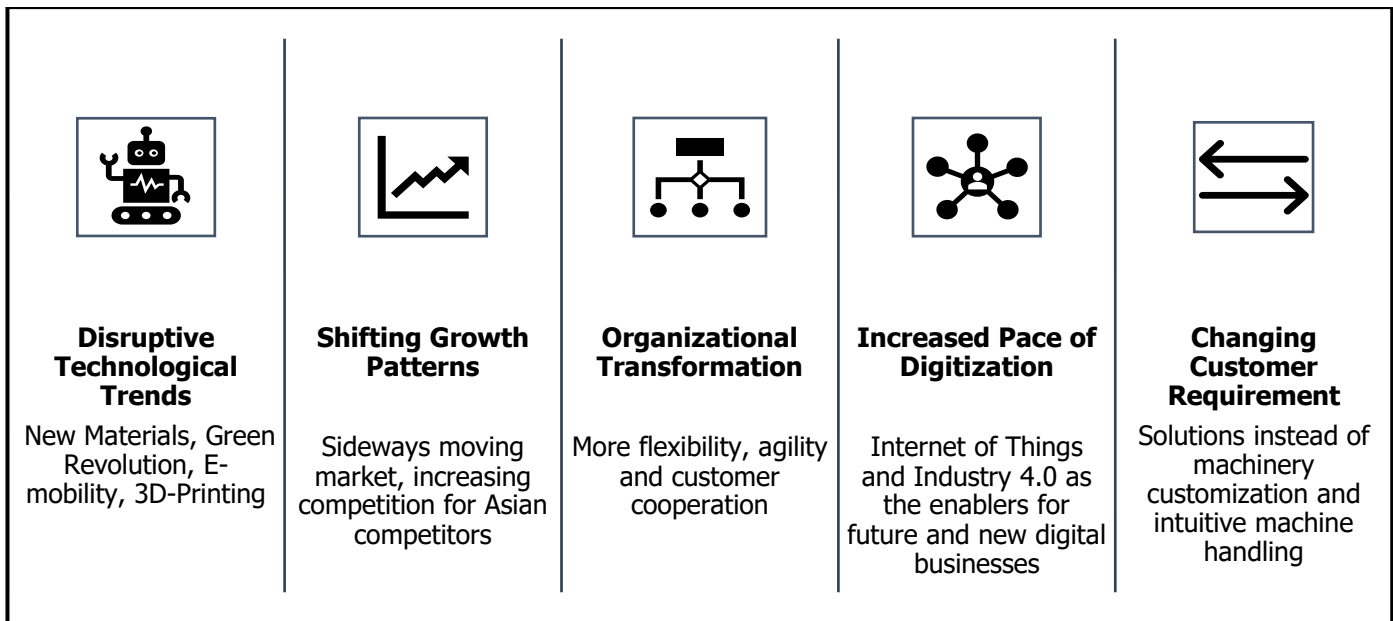 Disruptive
Technological
Trends
New Materials, Green
Revolution, E-
mobility, 3D-Printing
Shifting Growth
Patterns
Sideways moving
market, increasing
competition for Asian
competitors
Organizational
Transformation
More flexibility, agility
and customer
cooperation
Increased Pace of
Digitization
Internet of Things
and Industry 4.0 as
the enablers for
future and new digital
businesses
Changing
Customer
Requirement
Solutions instead of
machinery
customization and
intuitive machine
handling